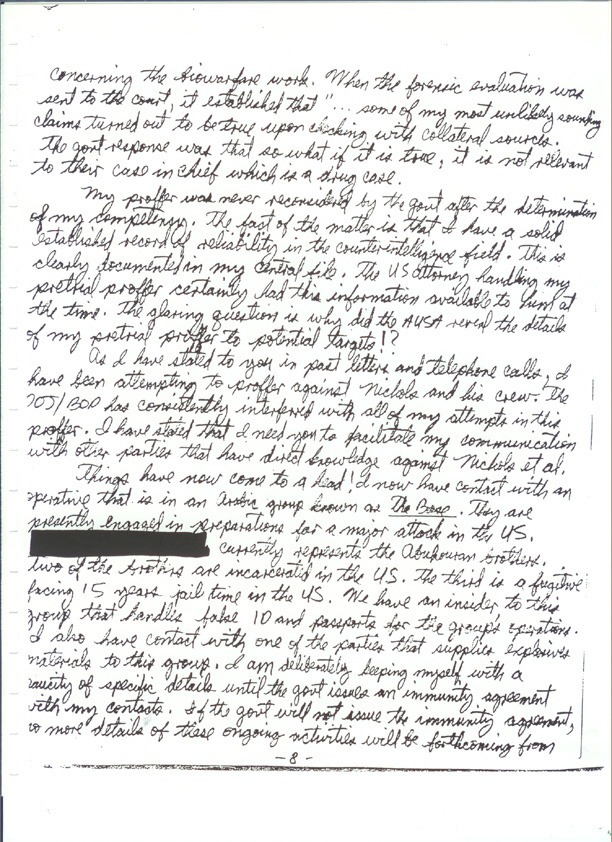 concerning the biowarfare work. When the forensic evaluation was
sent to the court, it established that "... some of my most unlikely sounding
claims turned out to be true upon checking with collateral sources.
The govt response was that so what if it is true, it is not relevant
to their case in chief which is a drug case.
My proffer was never reconsidered by the govt after the determination
of my competency. The fact of the matter is that I have a solid
established record of reliability in the counterintelligence field. This is
clearly documented in my central file. The US attorney handling my
pretrial proffer certainly had this information available to him at
the time. The glaring question is why did the AUSA reveal the details
of my pretrial proffer to potential targets!?
As I have stated to you in past letters and telephone calls, I
have been attempting to proffer against Nichols and his crew. The
DOJ/BOP has consistently interfered with all of my attempts in this
proffer. I have stated that I need you to facilitate my communication
with other parties that have direct knowledge against Nichols et al.
Things have now come to a head! I now have contact with an
operative that is in an Arabic group known as The Base. They are
presently engaged in preparations for a major attack in the US.
currently represents the Abukouran brothers.
two of the brothers are incarcerated in the US. The third is a fugitive
facing 15 years jail time in the US. We have an insider to this
group that handles false ID and passports for the group's operations.
I also have contact with one of the parties that supplies explosives
materials to this group. I am deliberately keeping myself with a
paucity of specific details until the govt issues an immunity agreement
with my contacts. If the govt will not issue the immunity agreement,
no more details of these ongoing activities will be forthcoming from
- 8 -